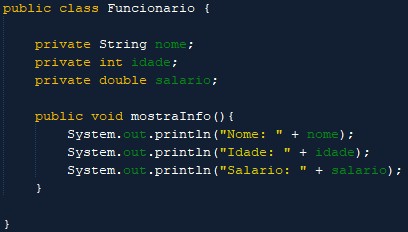 public class Funcionario {
private String nome;
private int idade;
private double salario;
public void mostraInfo(){
System.out.println("Nome: " + nome);
System.out.println("Idade: " + idade);
System.out.println("Salario: " + salario);
}
}